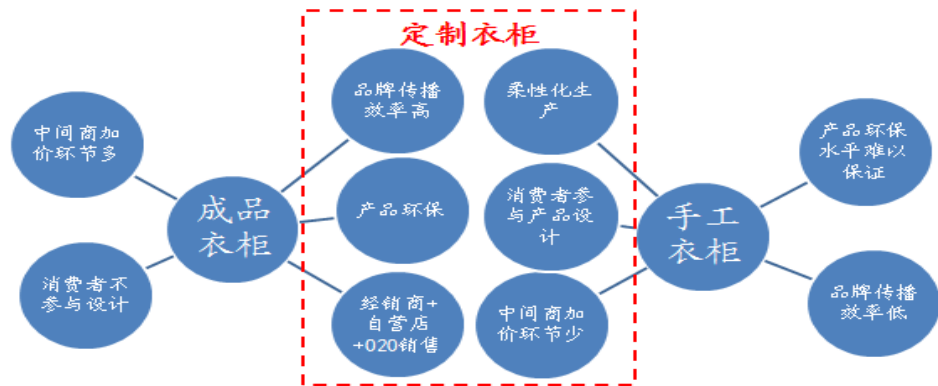 定制衣柜
中间商加
价环节多
消费者不
参与设计
成品
衣柜
品牌传播
效率高
产品环保
经销商+
自营店
+020销售
柔性化生
产
消费者参
与产品设
计
中间商加
价环节少
手工
衣柜
产品环保
水平难以
保证
品牌传播
效率低